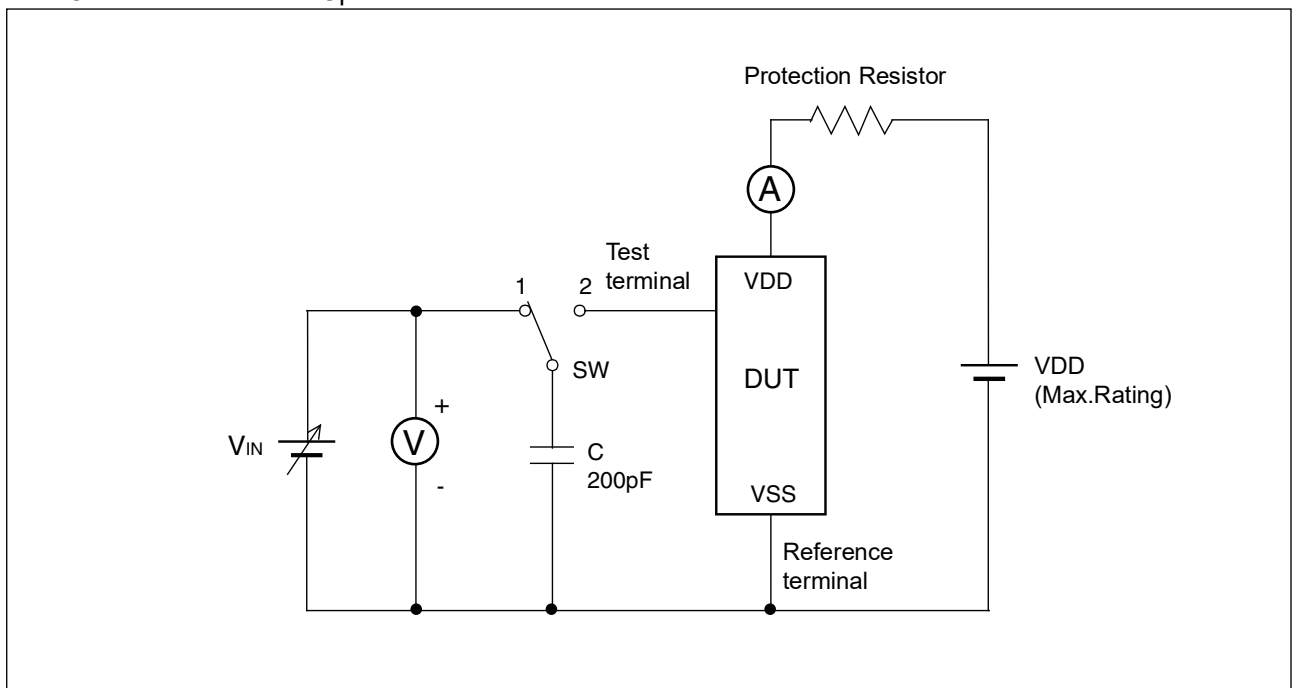 Protection Resistor
A
Test
terminal
1
2
VDD
SW
DUT
VDD
(Max.Rating)
VIN
+
V
-
C
200pF
VSS
Reference
terminal